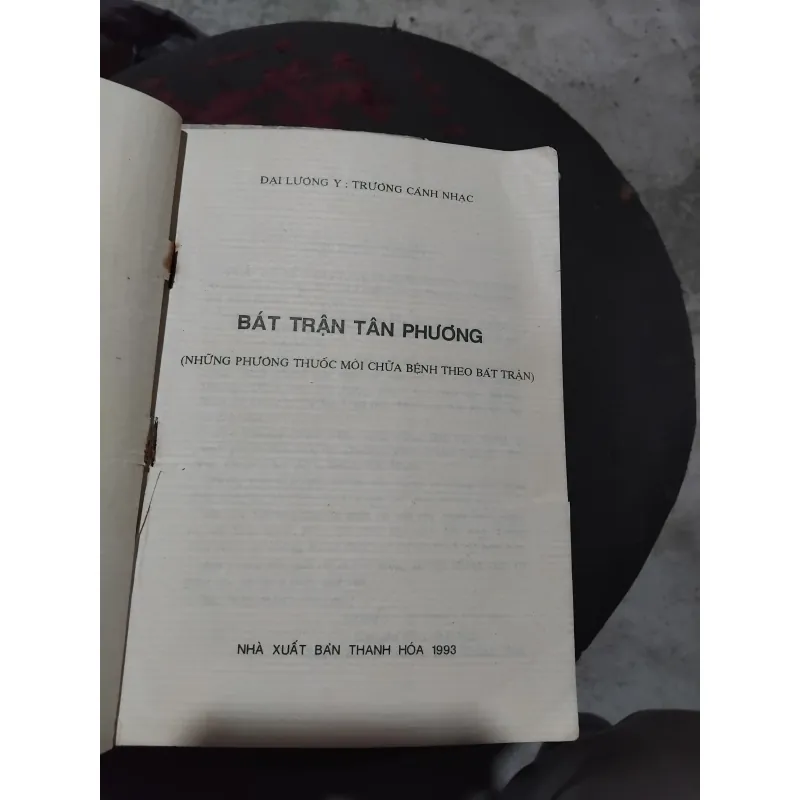 ĐẠI LƯƠNG Y : TRƯƠNG CẢNH NHẠC
BÁT TRẬN TÂN PHƯƠNG
(NHỮNG PHƯƠNG THUỐC MỚI CHỮA BỆNH THEO BÁT TRẬN)
NHÀ XUẤT BẢN THANH HÓA 1993